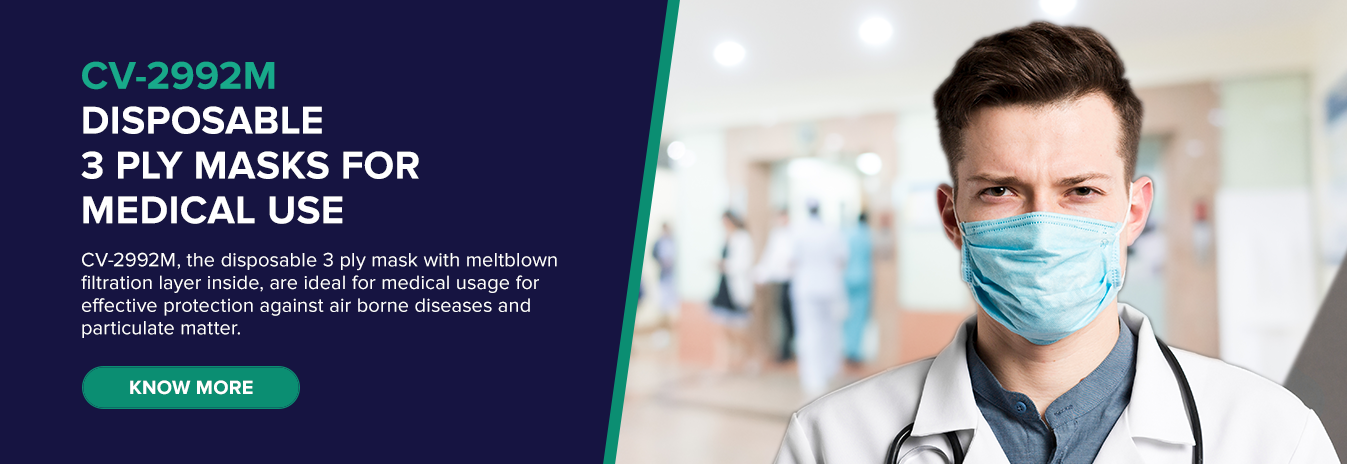 CV-2992M
DISPOSABLE
3 PLY MASKS FOR
MEDICAL USE
CV-2992M, the disposable 3 ply mask with meltblown
filtration layer inside, are ideal for medical usage for
effective protection against air borne diseases and
particulate matter.
KNOW MORE